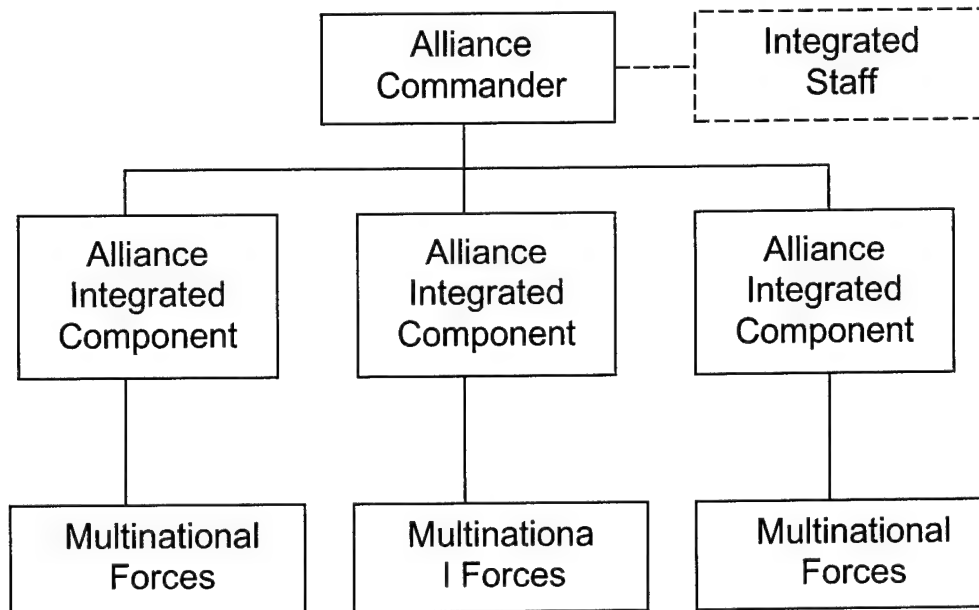 Alliance
Commander
Integrated
Staff
Alliance
Integrated
Component
Alliance
Integrated
Component
Alliance
Integrated
Component
Multinational
Forces
Multinationa
l Forces
Multinational
Forces